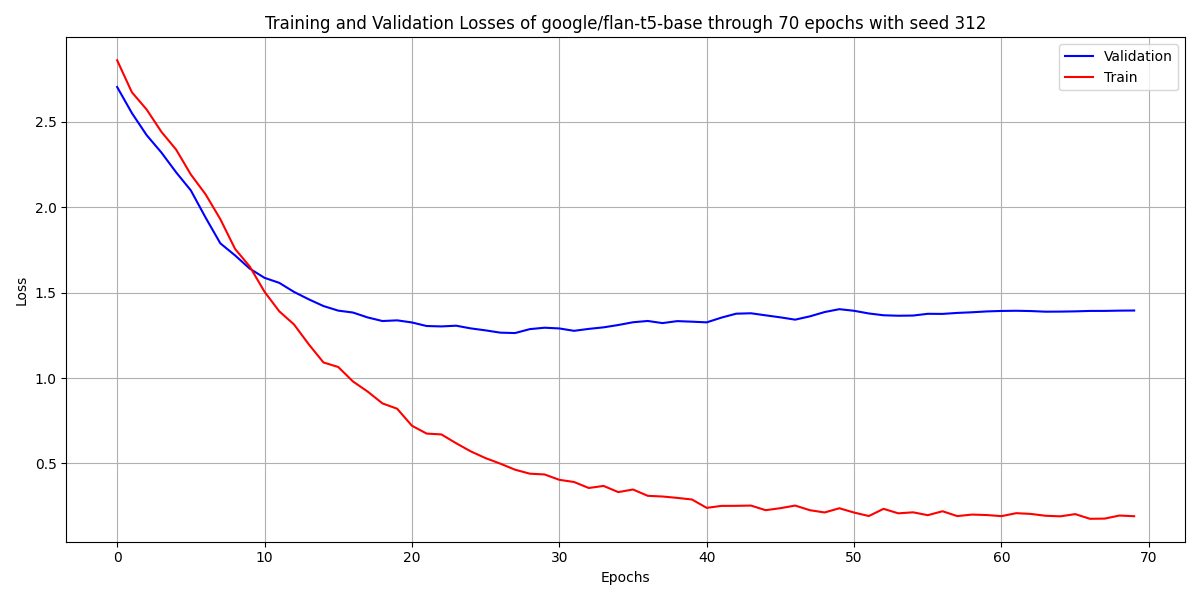 Training and Validation Losses of google/flan-t5-base through 70 epochs with seed 312
Validation
Train
2.5
2.0
1.5
1.0
0.5
Loss
0 10 20 30 40 50 60 70
Epochs